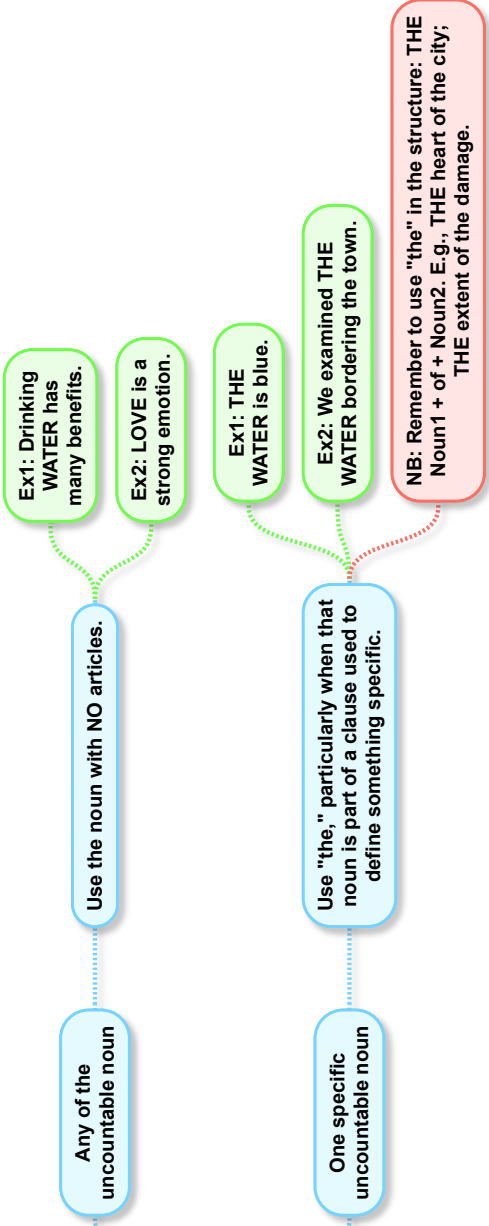 Any of the
uncountable noun
Use the noun with NO articles.
Ex1: Drinking
WATER has
many benefits.
Ex2: LOVE is a
strong emotion.
One specific
uncountable noun
Use "the," particularly when that
noun is part of a clause used to
define something specific.
Ex1: THE
WATER is blue.
Ex2: We examined THE
WATER bordering the town.
NB: Remember to use "the" in the structure: THE
Noun1 + of + Noun2. E.g., THE heart of the city;
THE extent of the damage.